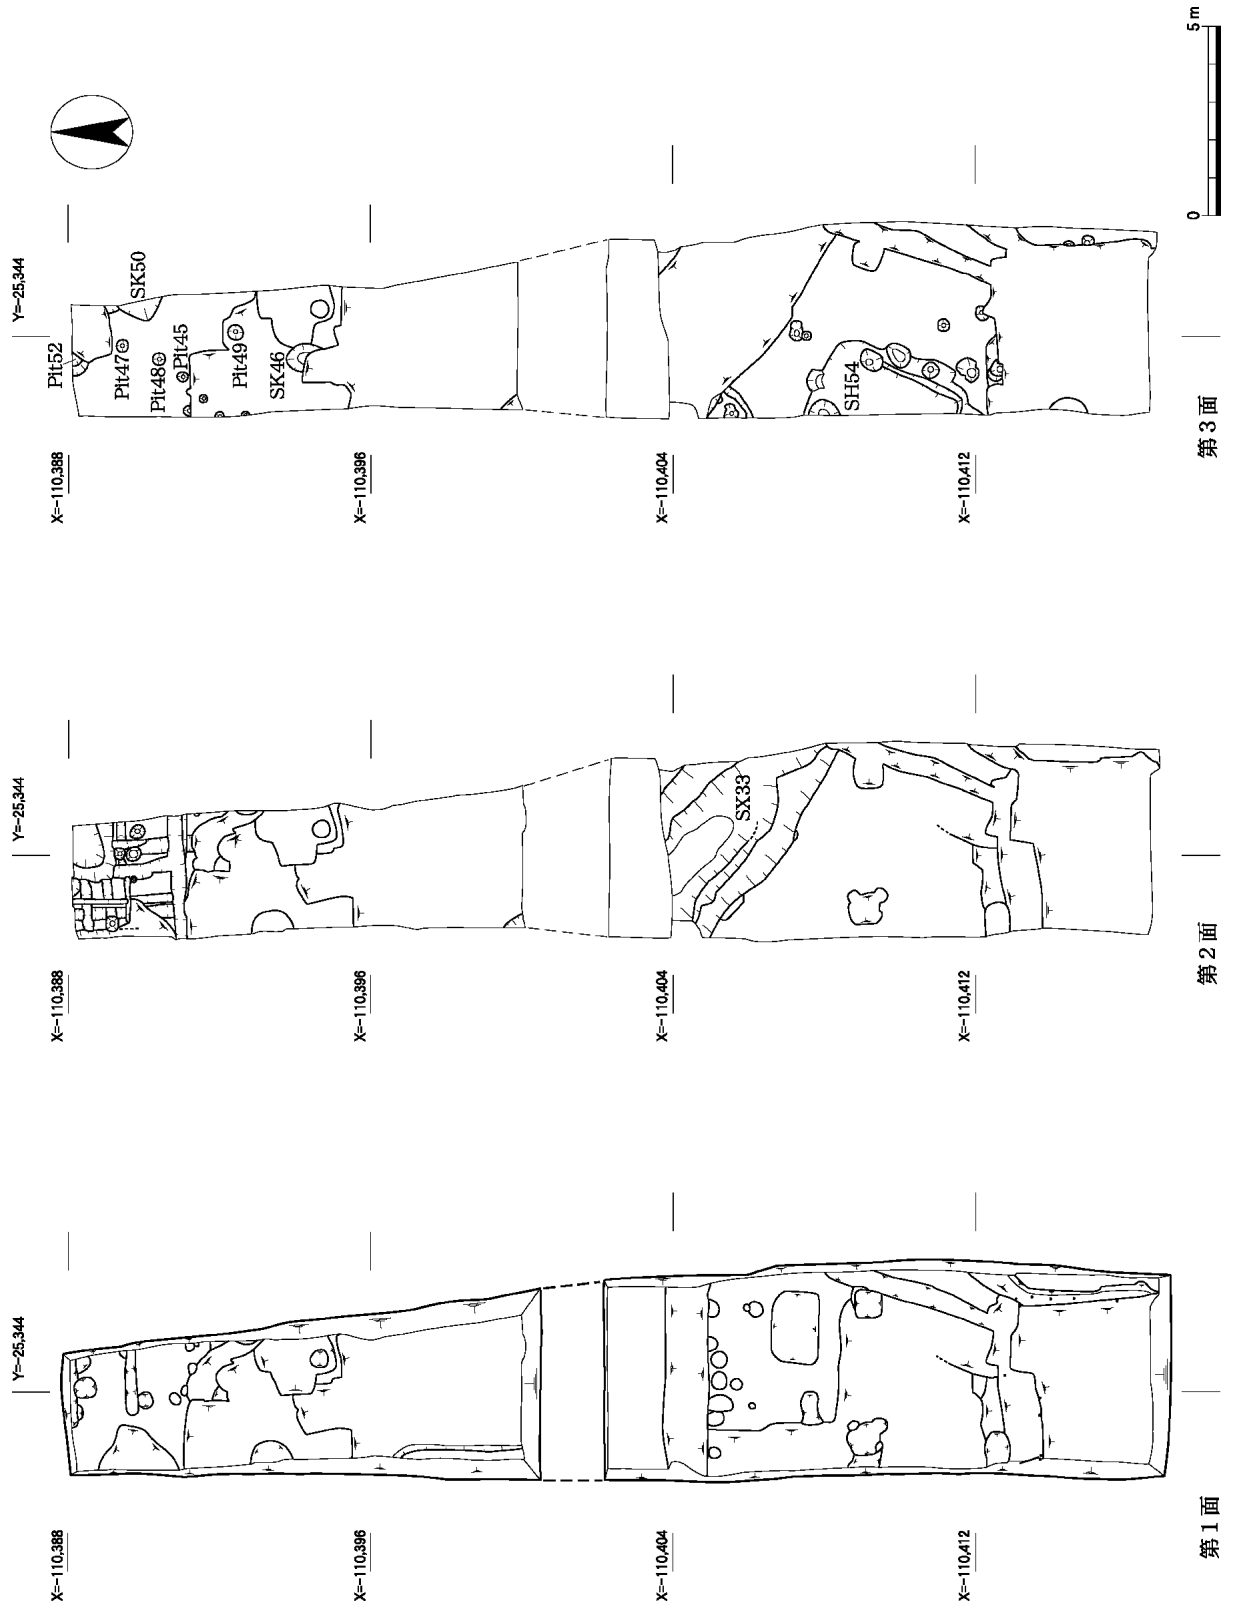 Y=-25,344
X=-110,388
X=-110,396
X=-110,404
X=-110,412
第1面
Y=-25,344
X=-110,388
X=-110,396
X=-110,404
X=-110,412
SX33
第2面
Y=-25,344
X=-110,388
X=-110,396
X=-110,404
X=-110,412
Pit52
Pit47
SK50
Pit48
Pit45
Pit49
SK46
SH54
第3面
0
5m